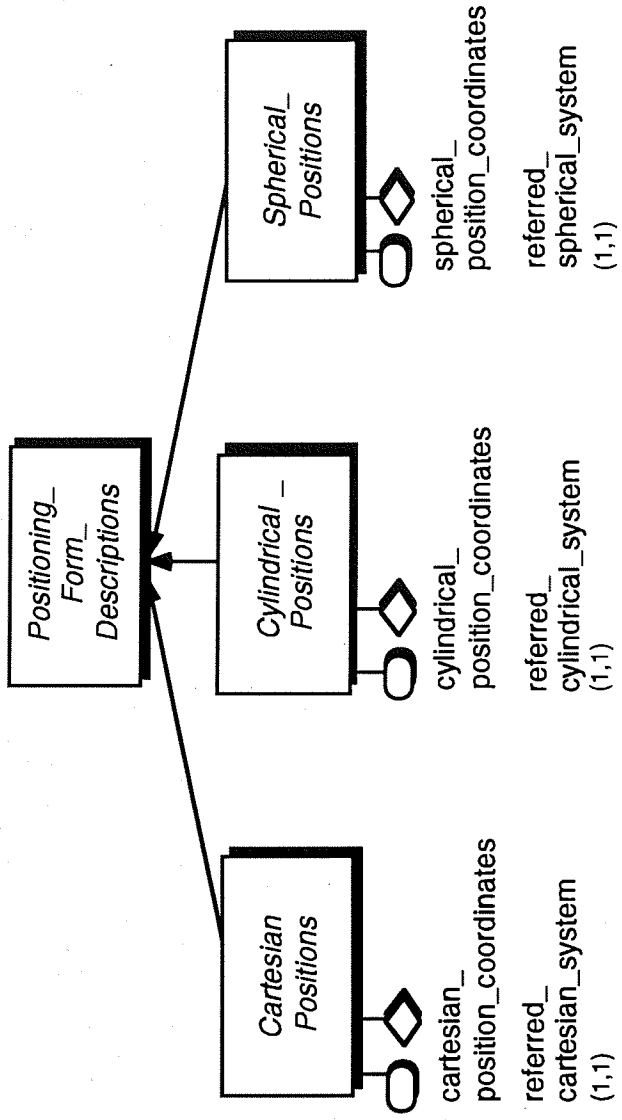 Positioning_
Form_
Descriptions
Cartesian
Positions
Cylindrical _
Positions
Spherical_
Positions
cartesian_
position_coordinates
referred_
cartesian_system
(1,1)
cylindrical_
position_coordinates
referred_
cylindrical_system
(1,1)
spherical_
position_coordinates
referred_
spherical_system
(1,1)